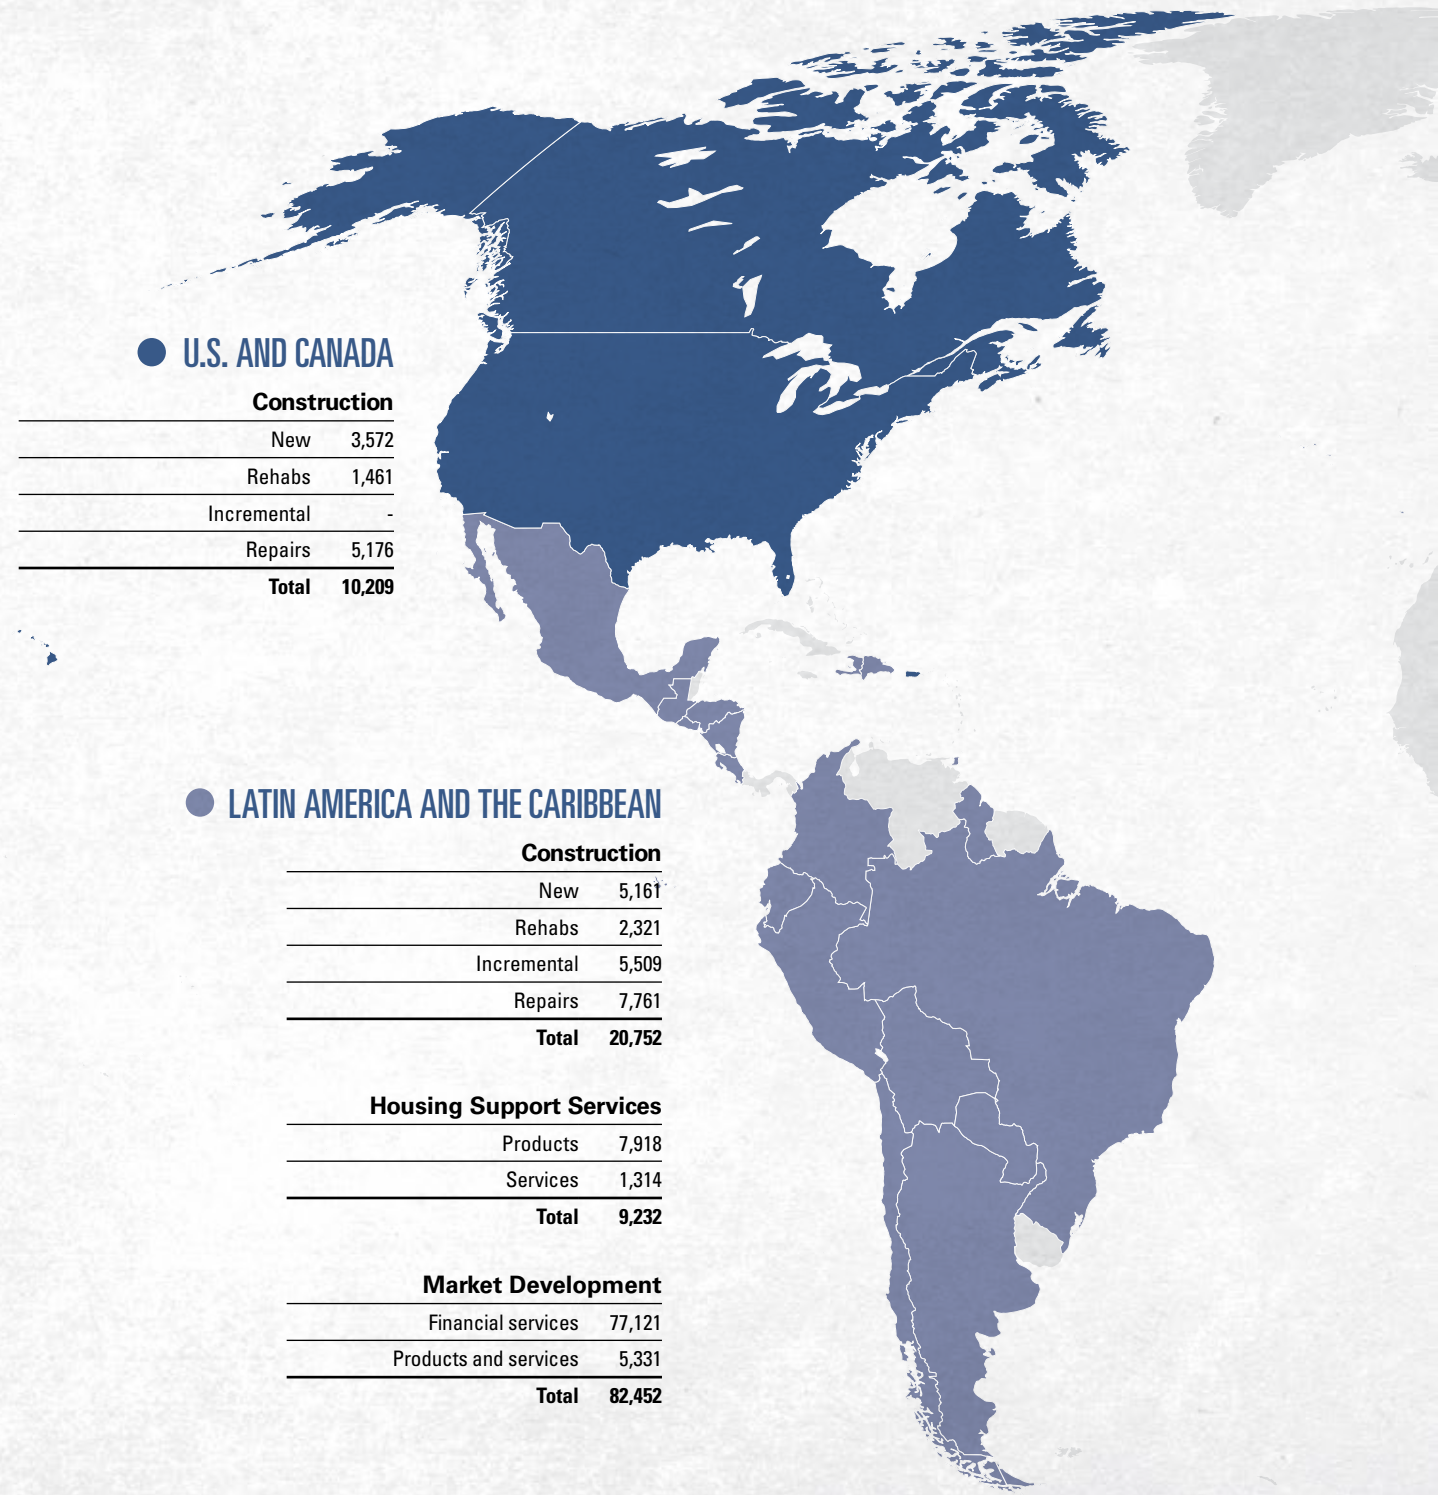 U.S. AND CANADA
Construction
New 3,572
Rehabs 1,461
Incremental -
Repairs 5,176
Total 10,209
LATIN AMERICA AND THE CARIBBEAN
Construction
New 5,161
Rehabs 2,321
Incremental 5,509
Repairs 7,761
Total 20,752
Housing Support Services
Products 7,918
Services 1,314
Total 9,232
Market Development
Financial services 77,121
Products and services 5,331
Total 82,452